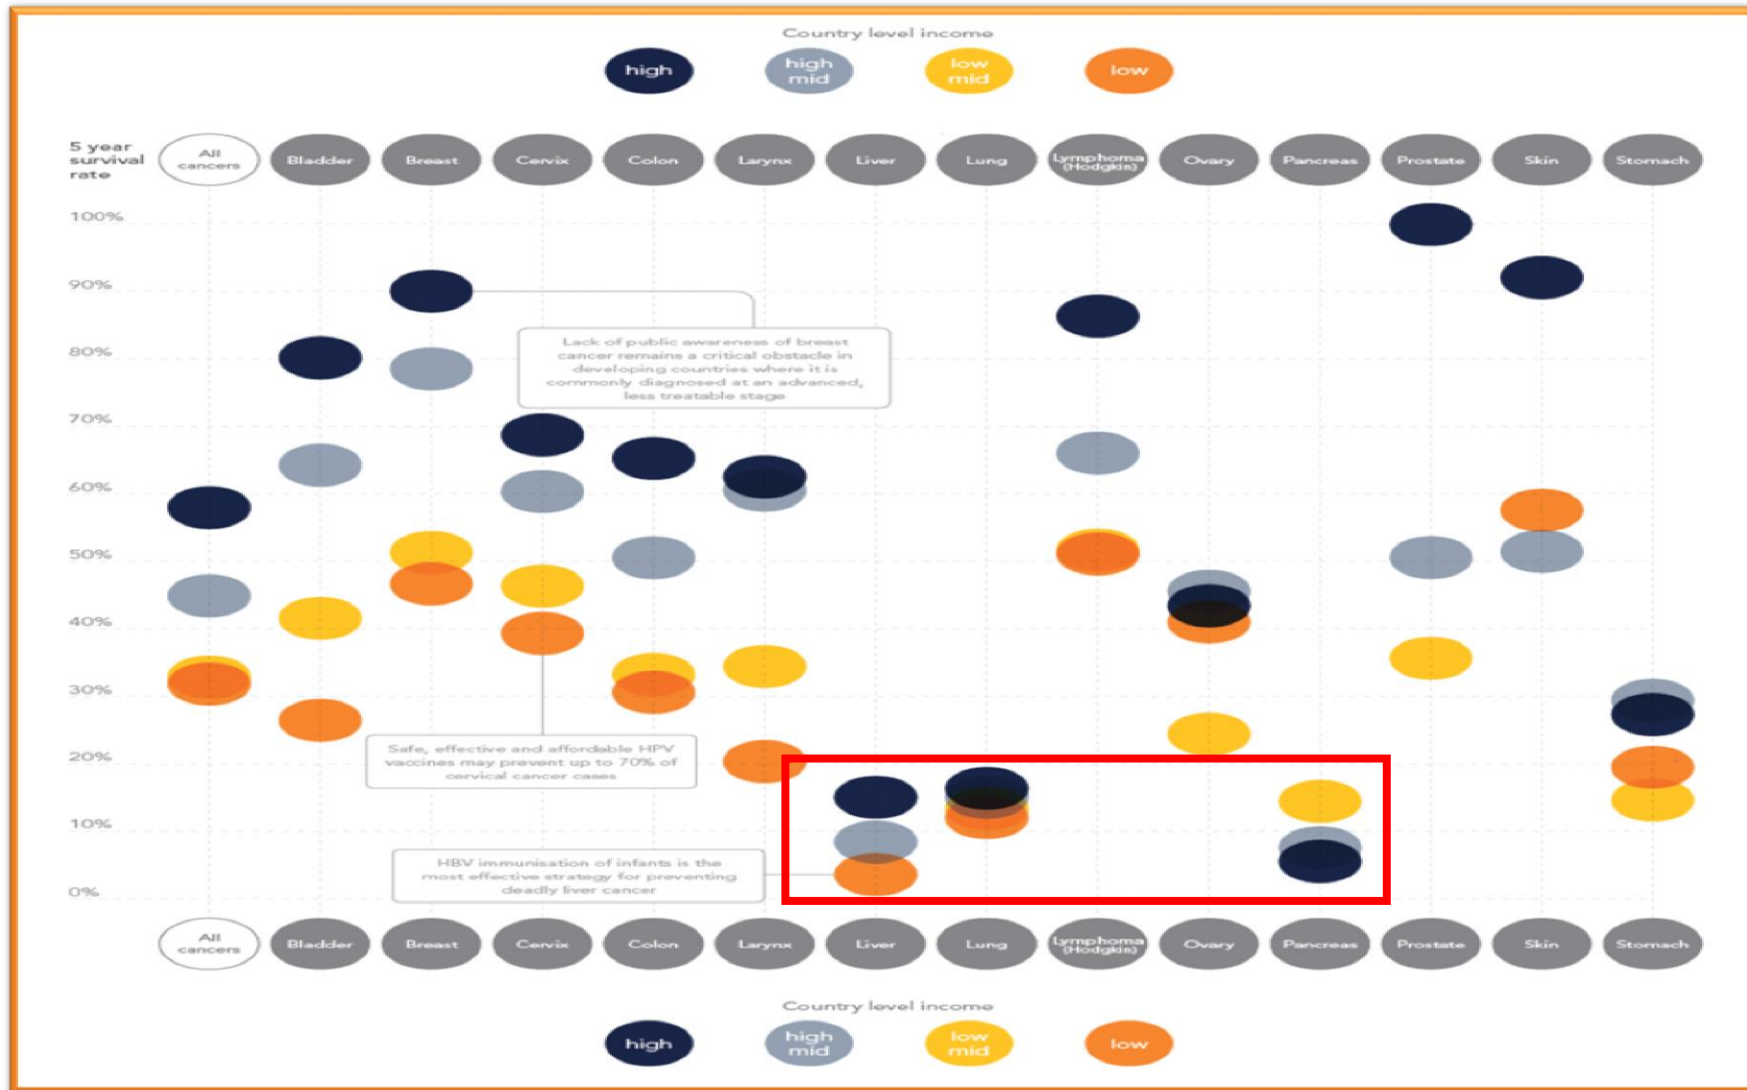 Country level income
high
high
mid
low
mid
low
5 year
survival
rate
All
cancers
Bladder
Breast
Cervix
Colon
Larynx
Liver
Lung
Lymphoma
(Hodgkin)
Ovary
Pancreas
Prostate
Skin
Stomach
100%
90%
80%
70%
60%
50%
40%
30%
20%
10%
0%
Lack of public awareness of breast
cancer remains a critical obstacle in
developing countries where it is
commonly diagnosed at an advanced,
less treatable stage
Safe, effective and affordable HPV
vaccines may prevent up to 70% of
cervical cancer cases
HBV immunisation of infants is the
most effective strategy for preventing
deadly liver cancer
All
cancers
Bladder
Breast
Cervix
Colon
Larynx
Liver
Lung
Lymphoma
(Hodgkin)
Ovary
Pancreas
Prostate
Skin
Stomach
Country level income
high
high
mid
low
mid
low